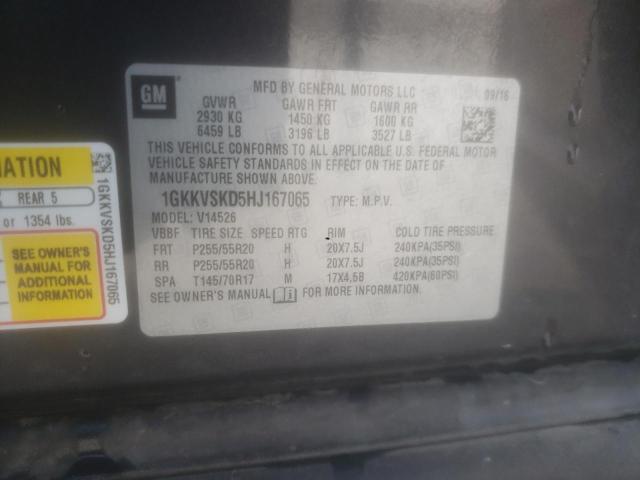 GM
MFD BY GENERAL MOTORS LLC
09/16
GVWR GAWR FRT GAWR RR
2930 KG 1450 KG 1600 KG
6459 LB 3196 LB 3527 LB
THIS VEHICLE CONFORMS TO ALL APPLICABLE U.S. FEDERAL MOTOR
VEHICLE SAFETY STANDARDS IN EFFECT ON THE DATE OF
MANUFACTURE SHOWN ABOVE.
1GKKVSKD5HJ167065 TYPE: M.P.V.
MODEL: V14526
VBBF TIRE SIZE SPEED RTG RIM COLD TIRE PRESSURE
FRT P255/55R20 H 20X7.5J 240KPA(35PSI)
RR P255/55R20 H 20X7.5J 240KPA(35PSI)
SPA T145/70R17 M 17X4.5B 420KPA(60PSI)
SEE OWNER'S MANUAL FOR MORE INFORMATION.
MATION
REAR 5
or 1354 lbs.
SEE OWNER'S
MANUAL FOR
ADDITIONAL
INFORMATION
1GKKVSKD5HJ167065